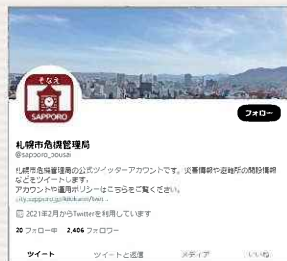 そなえ
SAPPORO
フォロー
札幌市危機管理局
@sapporo_bousai
札幌市危機管理局の公式ツイッターアカウントです。災害情報や避難所の開設情報
などをツイートします。
アカウントや運用ポリシーはこちらをご覧ください。
2021年2月からTwitterを利用しています
20 フォロー中 2,406 フォロワー
ツイート ツイートと返信 メディア いいね